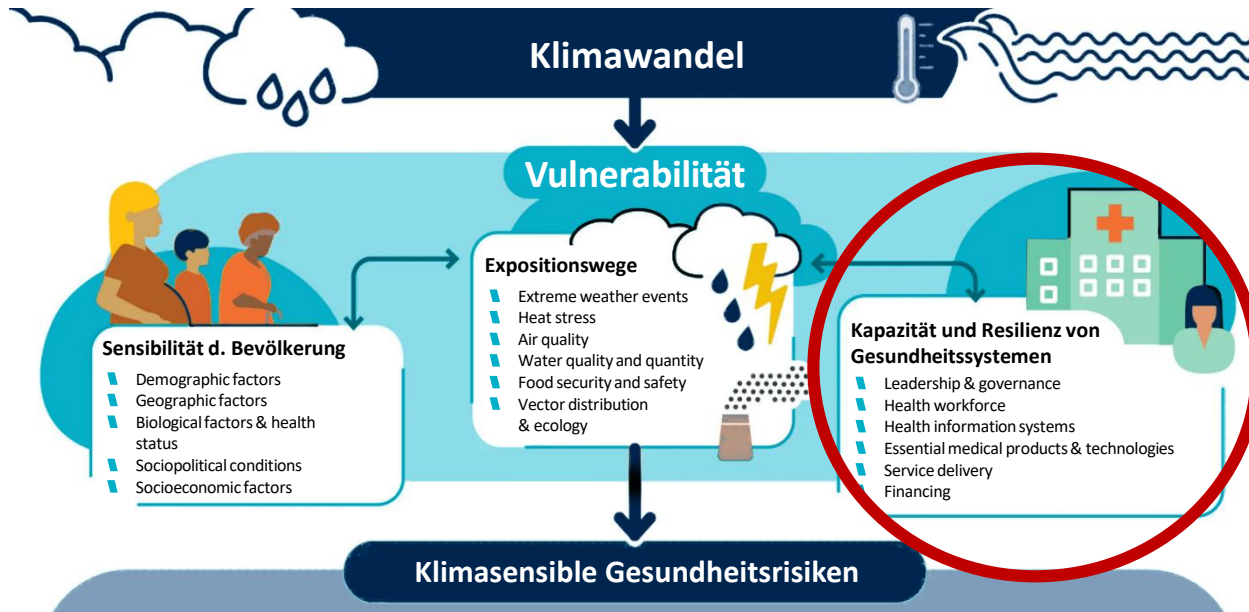 Klimawandel
Vulnerabilität
Sensibilität d. Bevölkerung
Demographic factors
Geographic factors
Biological factors & health
status
Sociopolitical conditions
Socioeconomic factors
Expositionswege
Extreme weather events
Heat stress
Air quality
Water quality and quantity
Food security and safety
Vector distribution
& ecology
Kapazität und Resilienz von
Gesundheitssystemen
Leadership & governance
Health workforce
Health information systems
Essential medical products & technologies
Service delivery
Financing
Klimasensible Gesundheitsrisiken